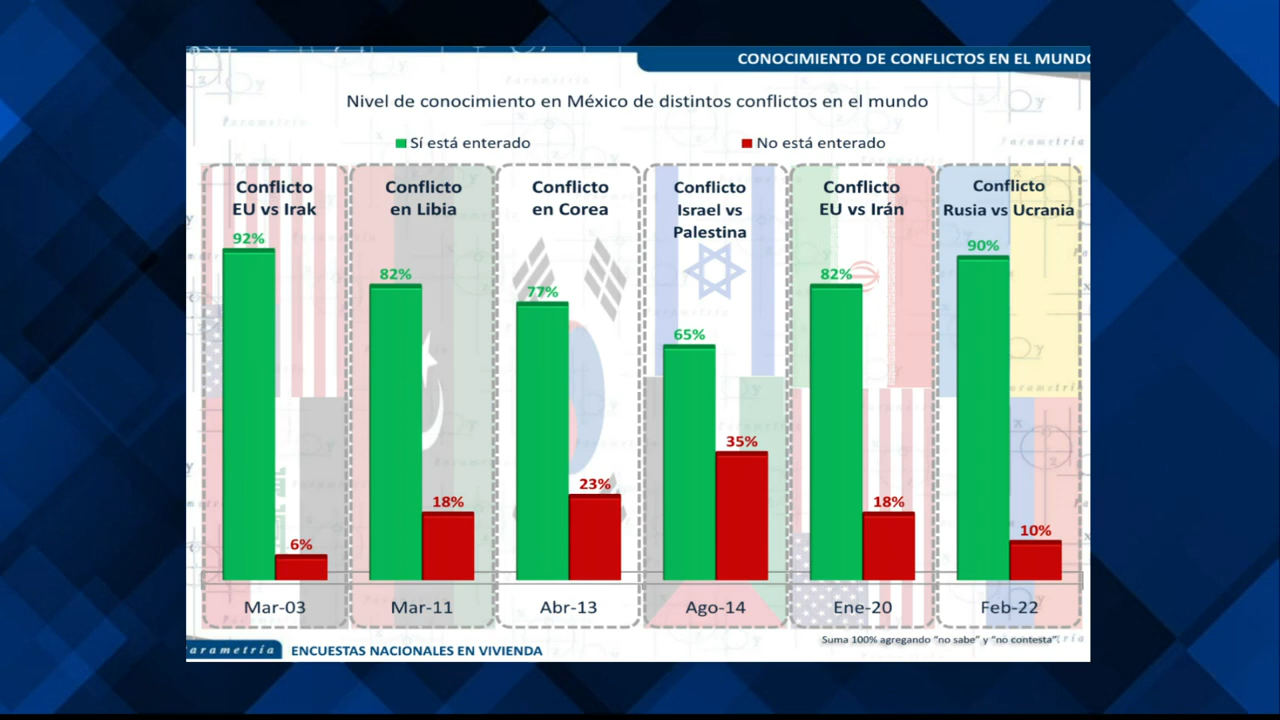 CONOCIMIENTO DE CONFLICTOS EN EL MUNDO
Nivel de conocimiento en México de distintos conflictos en el mundo
Sí está enterado
No está enterado
Conflicto
EU vs Irak
92%
6%
Mar-03
Conflicto
en Libia
82%
18%
Mar-11
Conflicto
en Corea
77%
23%
Abr-13
Conflicto
Israel vs
Palestina
65%
35%
Ago-14
Conflicto
EU vs Irán
82%
18%
Ene-20
Conflicto
Rusia vs Ucrania
90%
10%
Feb-22
Suma 100% agregando "no sabe" y "no contesta".
arametría
ENCUESTAS NACIONALES EN VIVIENDA